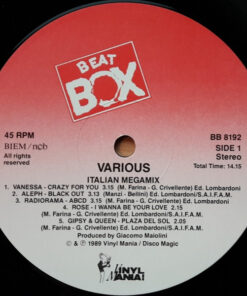 BEAT
BOX
45 RPM
BIEM/ncb
All rights
reserved
BB 8192
SIDE 1
Stereo
Total Time: 14.15
VARIOUS
ITALIAN MEGAMIX
1. VANESSA - CRAZY FOR YOU 3.15 (M. Farina - G. Crivellente) Ed. Lombardoni
2. ALEPH - BLACK OUT 3.13 (Manzi - Bellini) Ed. Lombardoni/S.A.I.F.A.M.
3. RADIORAMA - ABCD 3.15 (M. Farina - G. Crivellente) Ed. Lombardoni
4. ROSE - I WANNA BE YOUR LOVE 2.15
(M. Farina - G. Crivellente) Ed. Lombardoni/S.A.I.F.A.M.
5. GIPSY & QUEEN - PLAZA DEL SOL 2.05
(M. Farina - G. Crivellente) Ed. Lombardoni/S.A.I.F.A.M.
Produced by Giacomo Maiolini
© & ℗ 1989 Vinyl Mania / Disco Magic
VINYL
MANIA!